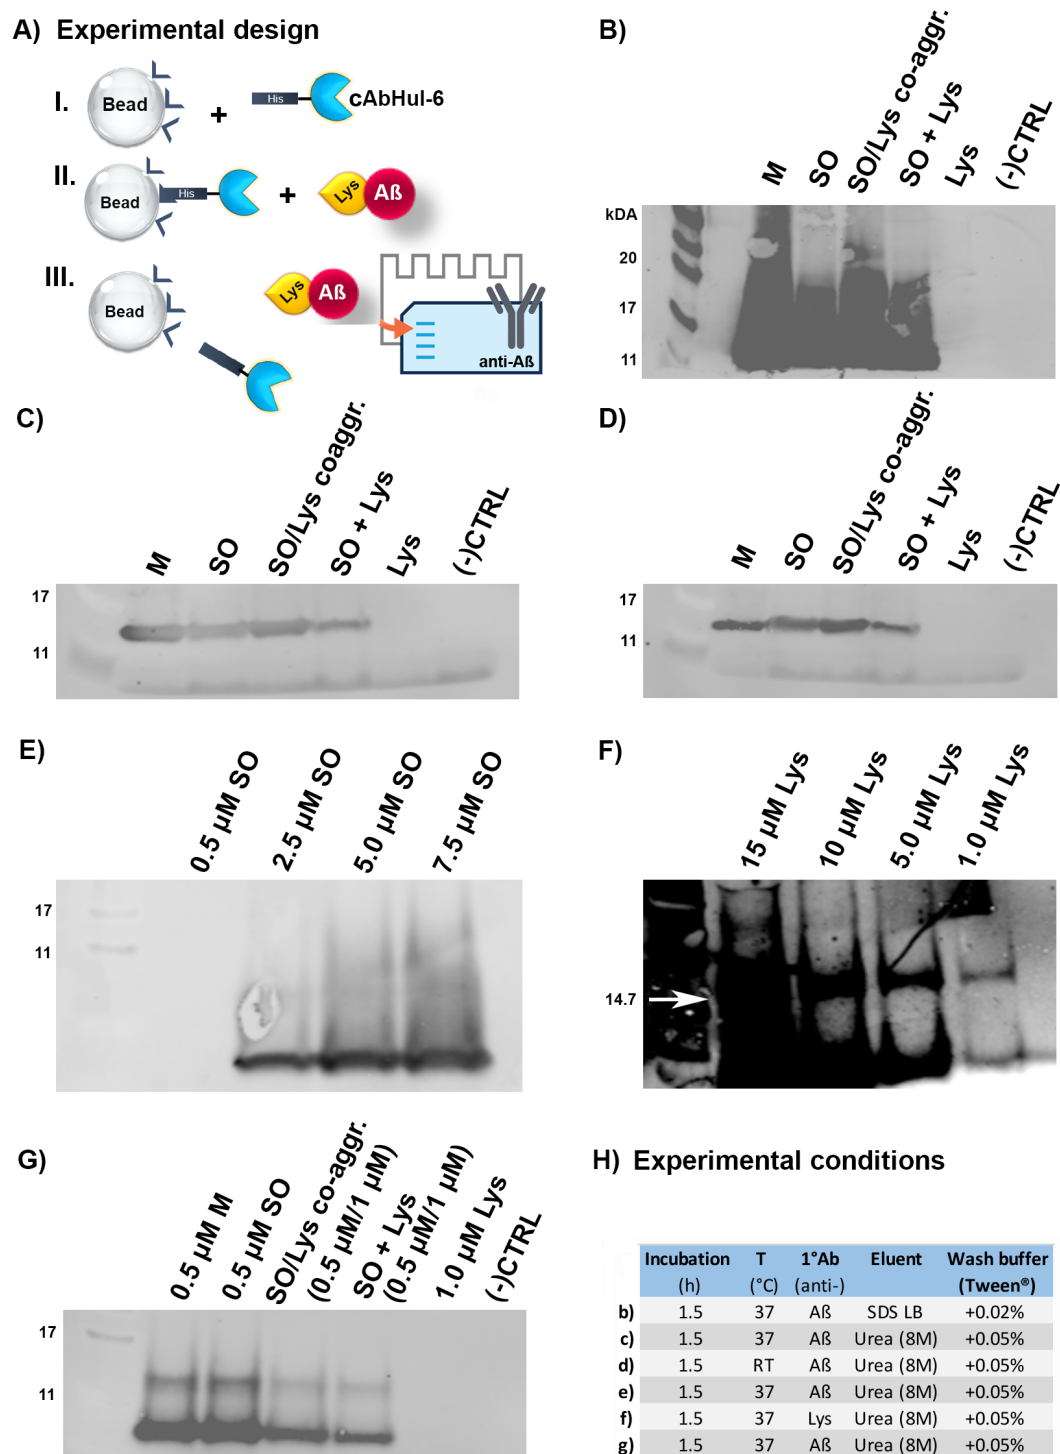 A) Experimental design
I.
Bead
+
His
cAbHul-6
II.
Bead
His
+
Lys
Aß
III.
Bead
Lys
Aß
anti-Aß
B)
M
SO
SO/Lys co-aggr.
SO + Lys
Lys
(-)CTRL
kDA
20
17
11
C)
M
SO
SO/Lys coaggr.
SO + Lys
Lys
(-)CTRL
17
11
D)
M
SO
SO/Lys co-aggr.
SO + Lys
Lys
(-)CTRL
17
11
E)
0.5 µM SO
2.5 µM SO
5.0 µM SO
7.5 µM SO
17
11
F)
15 µM Lys
10 µM Lys
5.0 µM Lys
1.0 µM Lys
14.7
G)
0.5 µM M
0.5 µM SO
SO/Lys co-aggr.
(0.5 µM/1 µM)
SO + Lys
(0.5 µM/1 µM)
1.0 µM Lys
(-)CTRL
17
11
H) Experimental conditions
Incubation T 1°Ab Eluent Wash buffer
(h) (°C) (anti-) (Tween®)
b) 1.5 37 Aß SDS LB +0.02%
c) 1.5 37 Aß Urea (8M) +0.05%
d) 1.5 RT Aß Urea (8M) +0.05%
e) 1.5 37 Aß Urea (8M) +0.05%
f) 1.5 37 Lys Urea (8M) +0.05%
g) 1.5 37 Aß Urea (8M) +0.05%